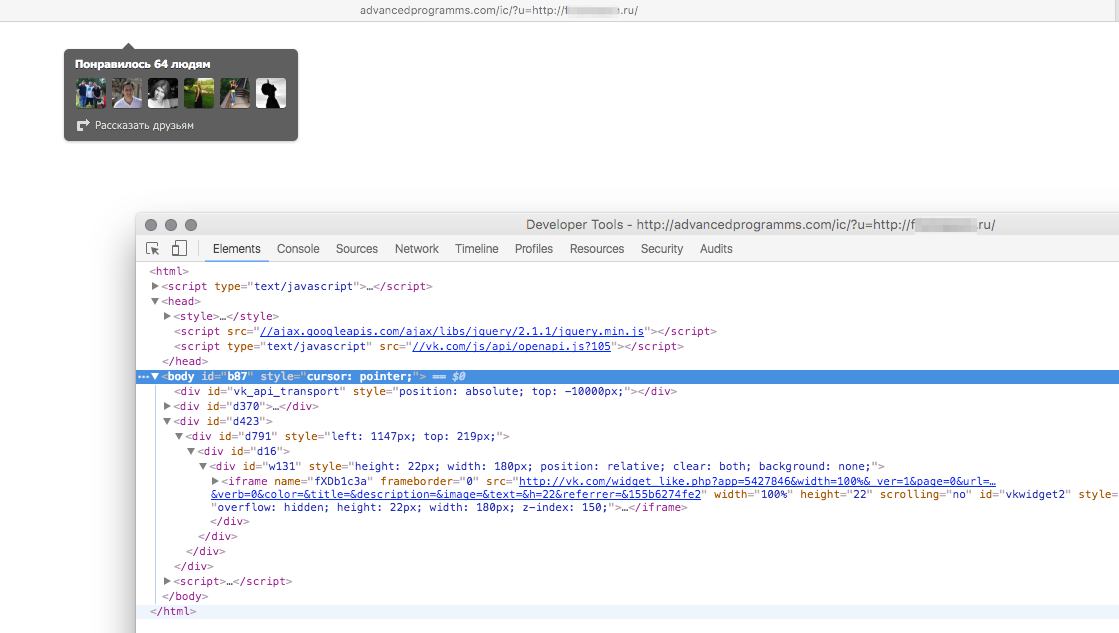 advancedprogramms.com/ic/?u=http://f .ru/
Понравилось 64 людям
Рассказать друзьям
Developer Tools - http://advancedprogramms.com/ic/?u=http://f .ru/
Elements Console Sources Network Timeline Profiles Resources Security Audits
<html>
▶<script type="text/javascript">…</script>
▼<head>
▶<style>…</style>
<script src="//ajax.googleapis.com/ajax/libs/jquery/2.1.1/jquery.min.js"></script>
<script type="text/javascript" src="//vk.com/js/api/openapi.js?105"></script>
</head>
…▼<body id="b87" style="cursor: pointer;"> == $0
<div id="vk_api_transport" style="position: absolute; top: -10000px;"></div>
▶<div id="d370">…</div>
▼<div id="d423">
▼<div id="d791" style="left: 1147px; top: 219px;">
▼<div id="d16">
▼<div id="w131" style="height: 22px; width: 180px; position: relative; clear: both; background: none;">
▶<iframe name="fXDb1c3a" frameborder="0" src="http://vk.com/widget_like.php?app=5427846&width=100%&_ver=1&page=0&url=…
&verb=0&color=&title=&description=&image=&text=&h=22&referrer=&155b6274fe2" width="100%" height="22" scrolling="no" id="vkwidget2" style=
"overflow: hidden; height: 22px; width: 180px; z-index: 150;">…</iframe>
</div>
</div>
</div>
</div>
▶<script>…</script>
</body>
</html>